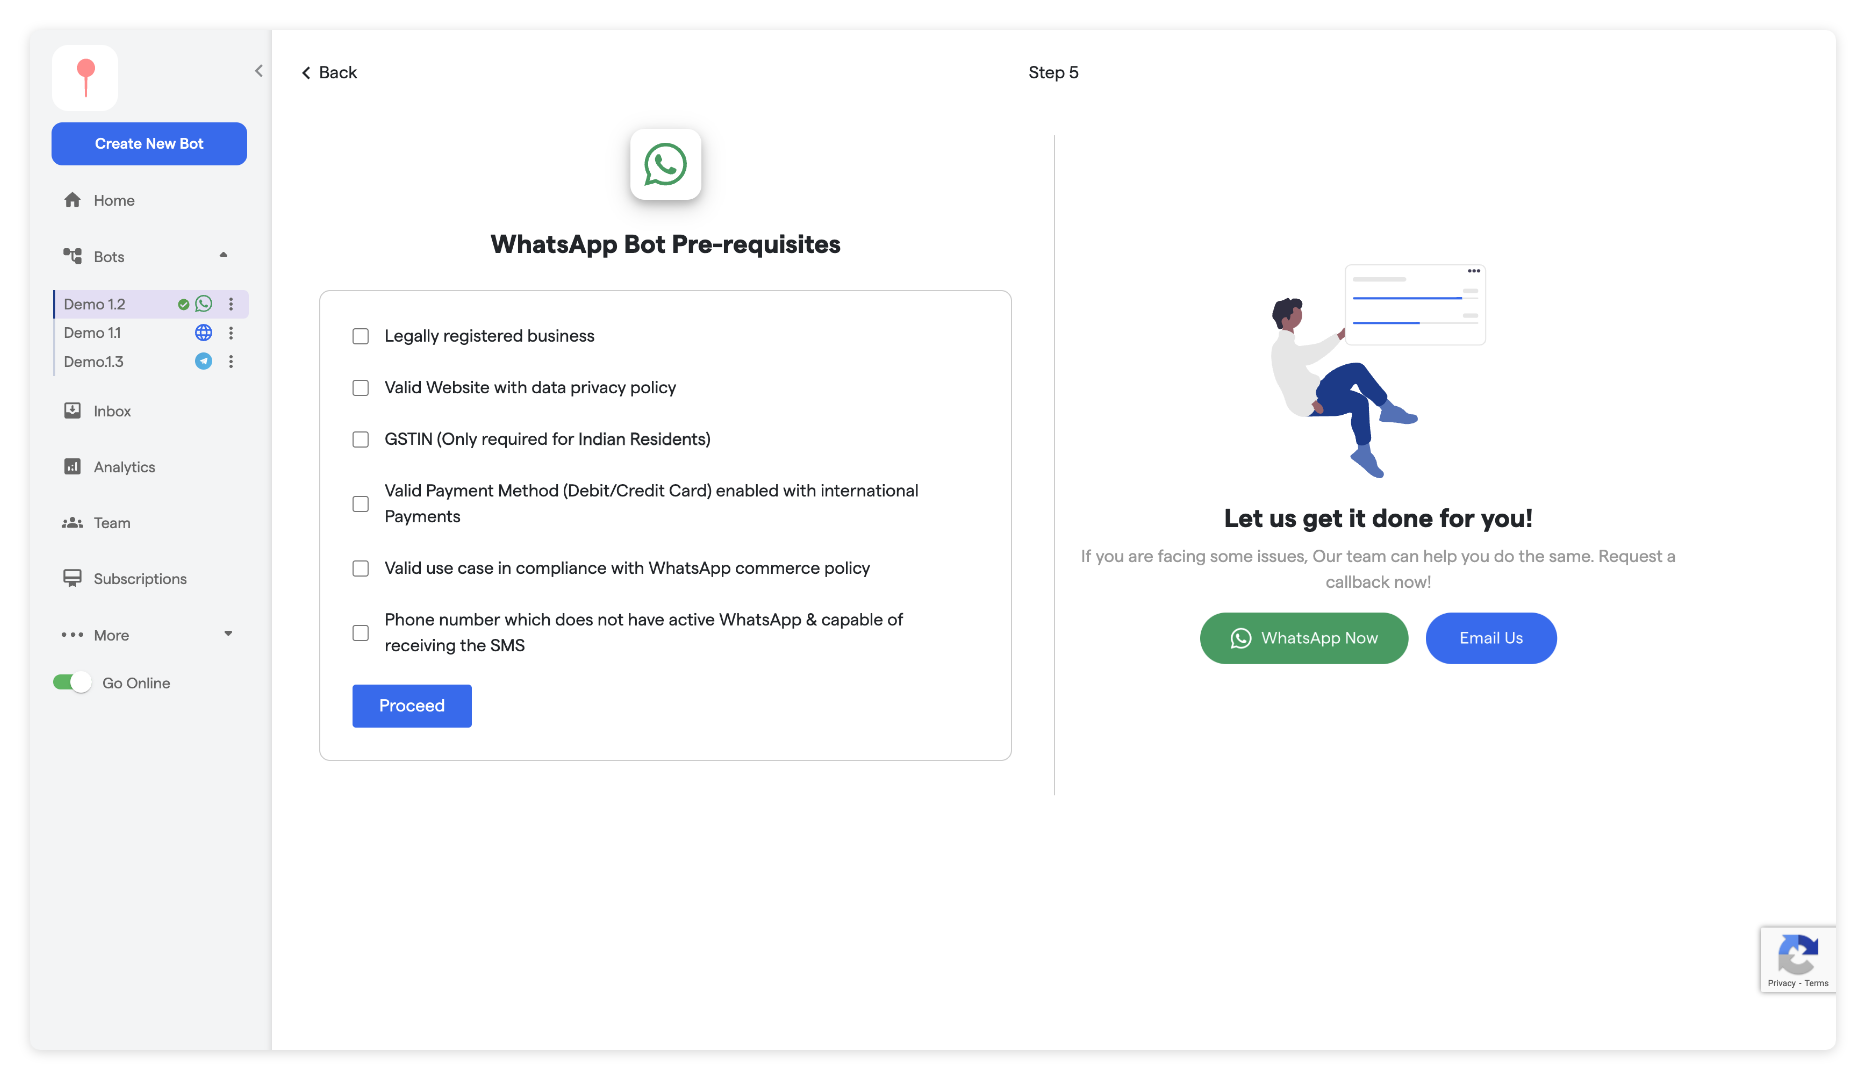 Back
Step 5
Create New Bot
Home
Bots
Demo 1.2
Demo 1.1
Demo.1.3
Inbox
Analytics
Team
Subscriptions
More
Go Online
WhatsApp Bot Pre-requisites
Legally registered business
Valid Website with data privacy policy
GSTIN (Only required for Indian Residents)
Valid Payment Method (Debit/Credit Card) enabled with international
Payments
Valid use case in compliance with WhatsApp commerce policy
Phone number which does not have active WhatsApp & capable of
receiving the SMS
Proceed
Let us get it done for you!
If you are facing some issues, Our team can help you do the same. Request a
callback now!
WhatsApp Now
Email Us
Privacy - Terms